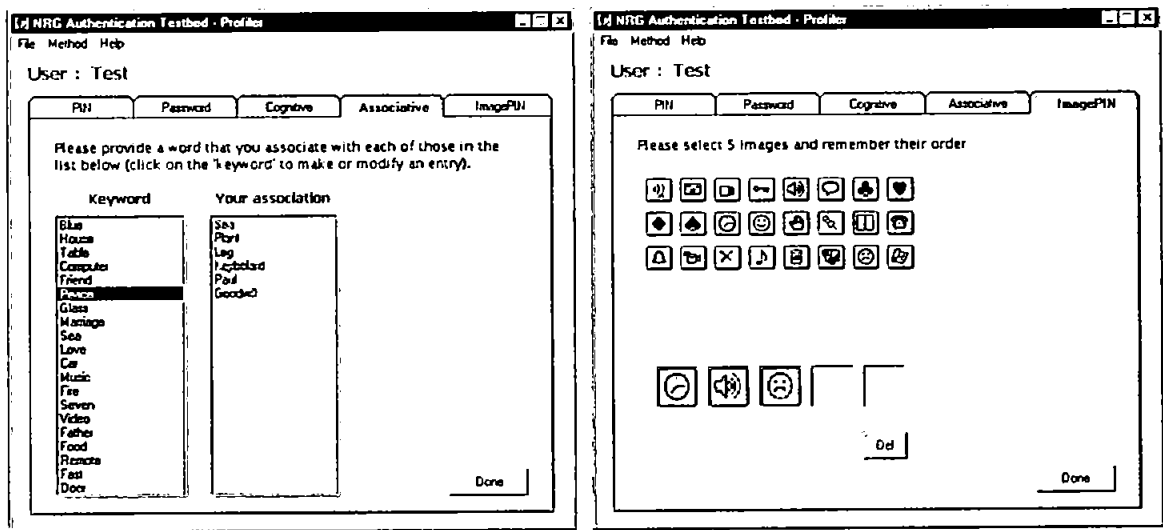 NRG Authentication Testbed - Profiler
File Method Help
User : Test
PIN Password Cognitive Associative ImagePIN
Please provide a word that you associate with each of those in the
list below (click on the 'keyword' to make or modify an entry).
Keyword Your association
Blue Sea
House Plant
Table Leg
Computer Keyboard
Friend Paul
Peace
Glass
Marriage
Sea
Love
Car
Music
Fire
Seven
Video
Father
Food
Remote
Fast
Door
Done
NRG Authentication Testbed - Profiler
File Method Help
User : Test
PIN Password Cognitive Associative ImagePIN
Please select 5 images and remember their order
Del
Done